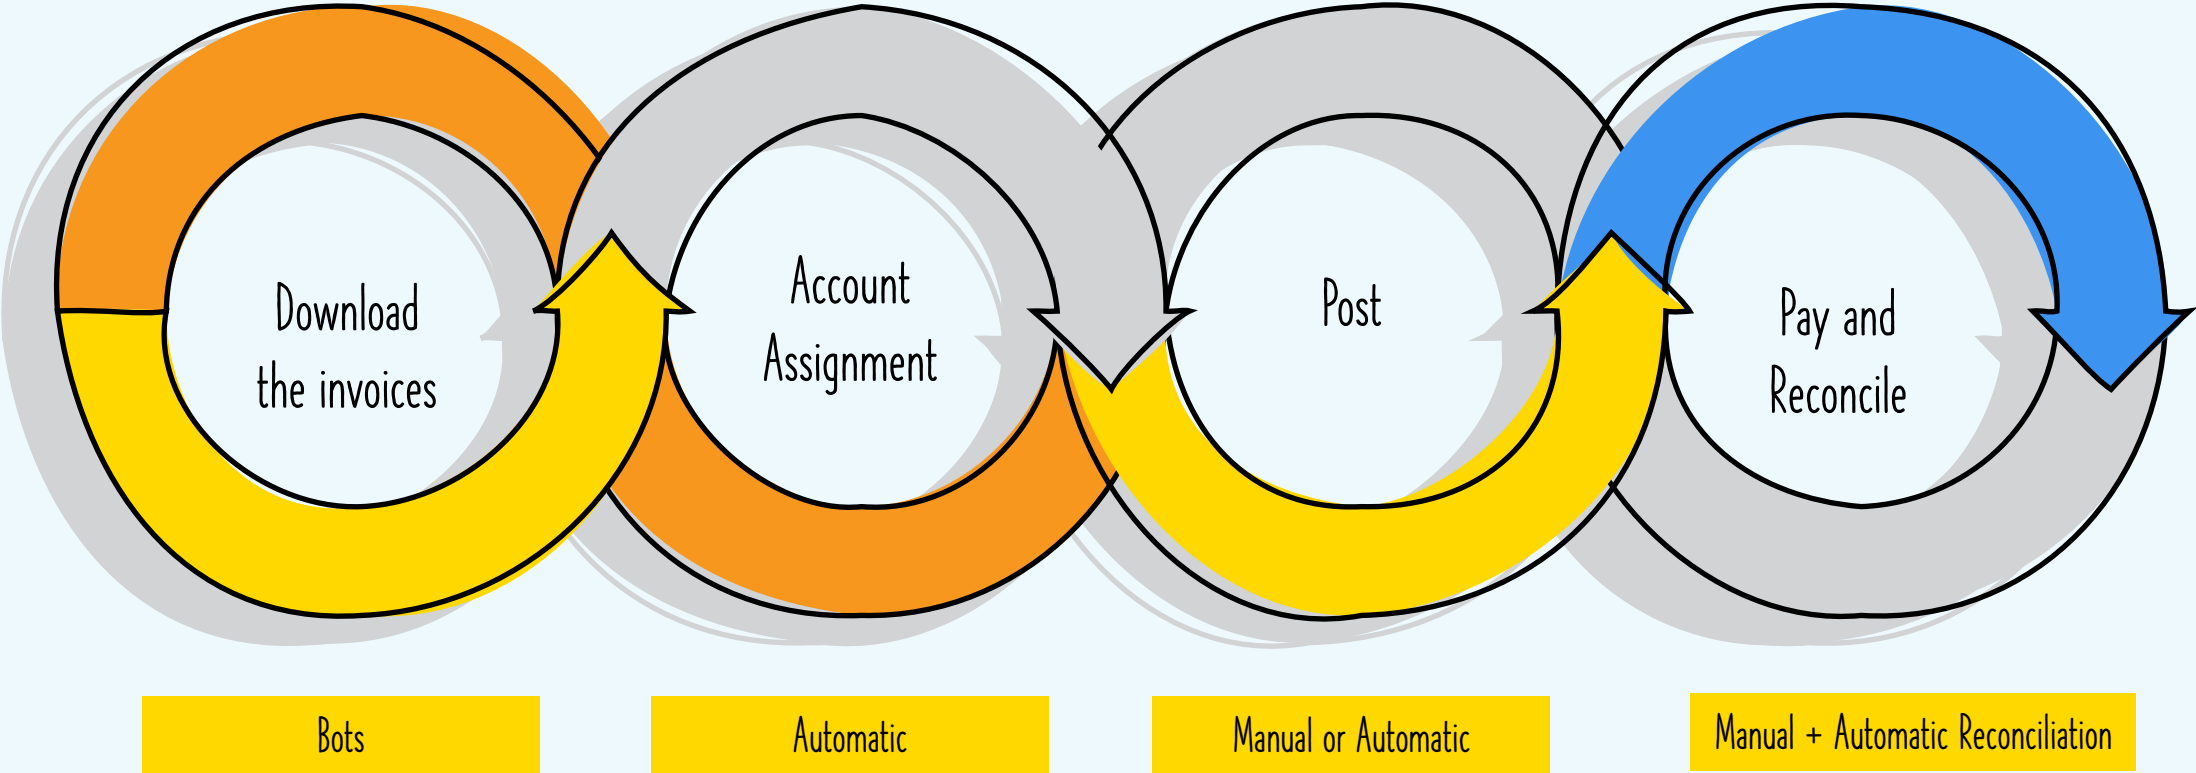 Download
the invoices
Account
Assignment
Post
Pay and
Reconcile
Bots
Automatic
Manual or Automatic
Manual + Automatic Reconciliation